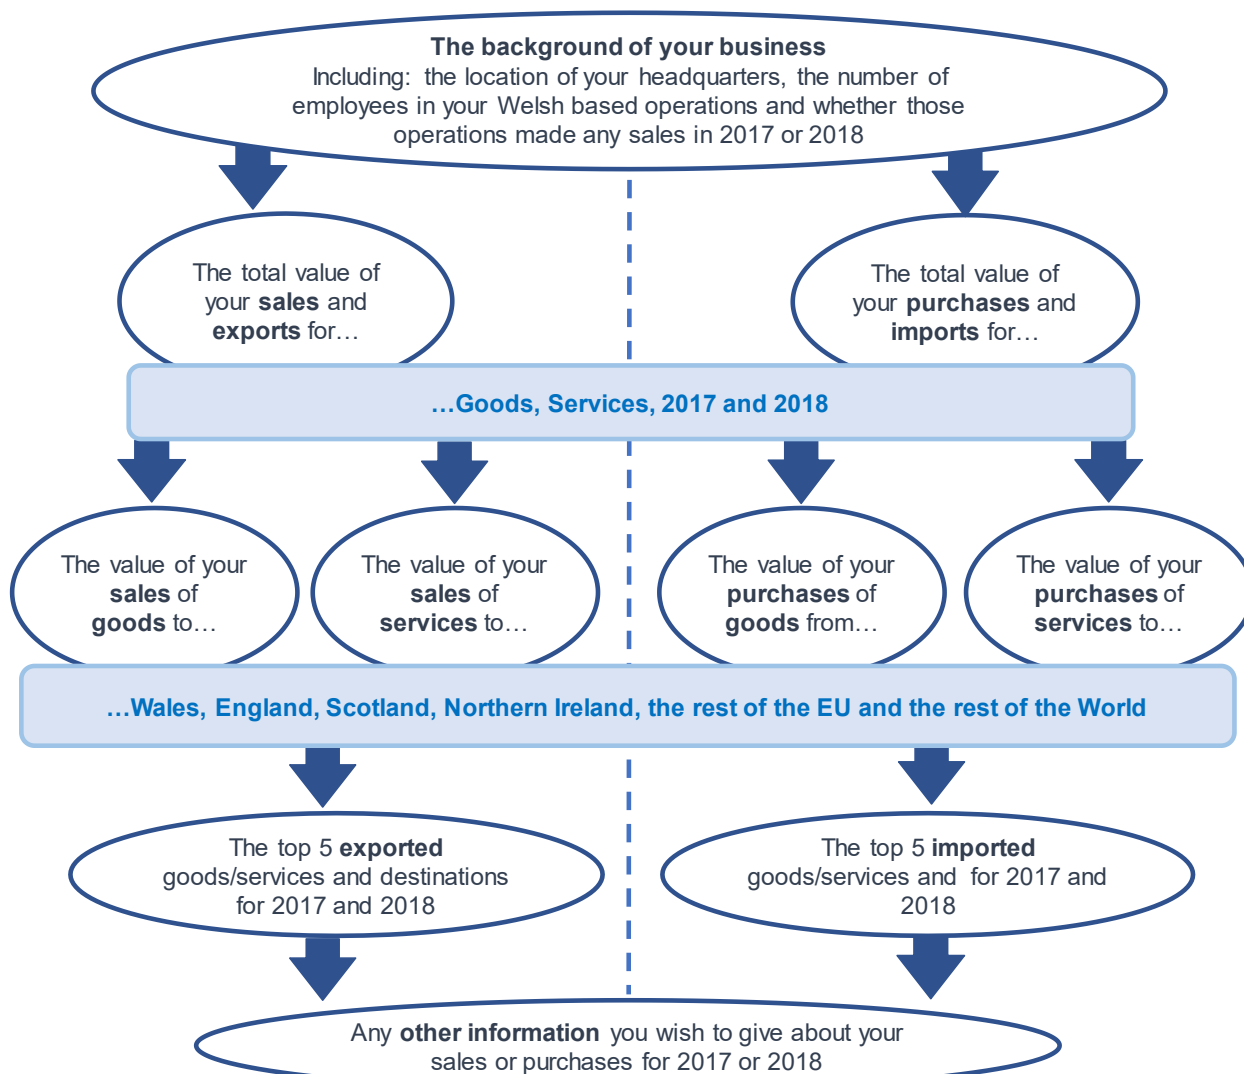 The background of your business
Including: the location of your headquarters, the number of
employees in your Welsh based operations and whether those
operations made any sales in 2017 or 2018
The total value of
your sales and
exports for…
The total value of
your purchases and
imports for…
…Goods, Services, 2017 and 2018
The value of your
sales of
goods to…
The value of your
sales of
services to…
The value of your
purchases of
goods from…
The value of your
purchases of
services to…
…Wales, England, Scotland, Northern Ireland, the rest of the EU and the rest of the World
The top 5 exported
goods/services and destinations
for 2017 and 2018
The top 5 imported
goods/services and for 2017 and
2018
Any other information you wish to give about your
sales or purchases for 2017 or 2018